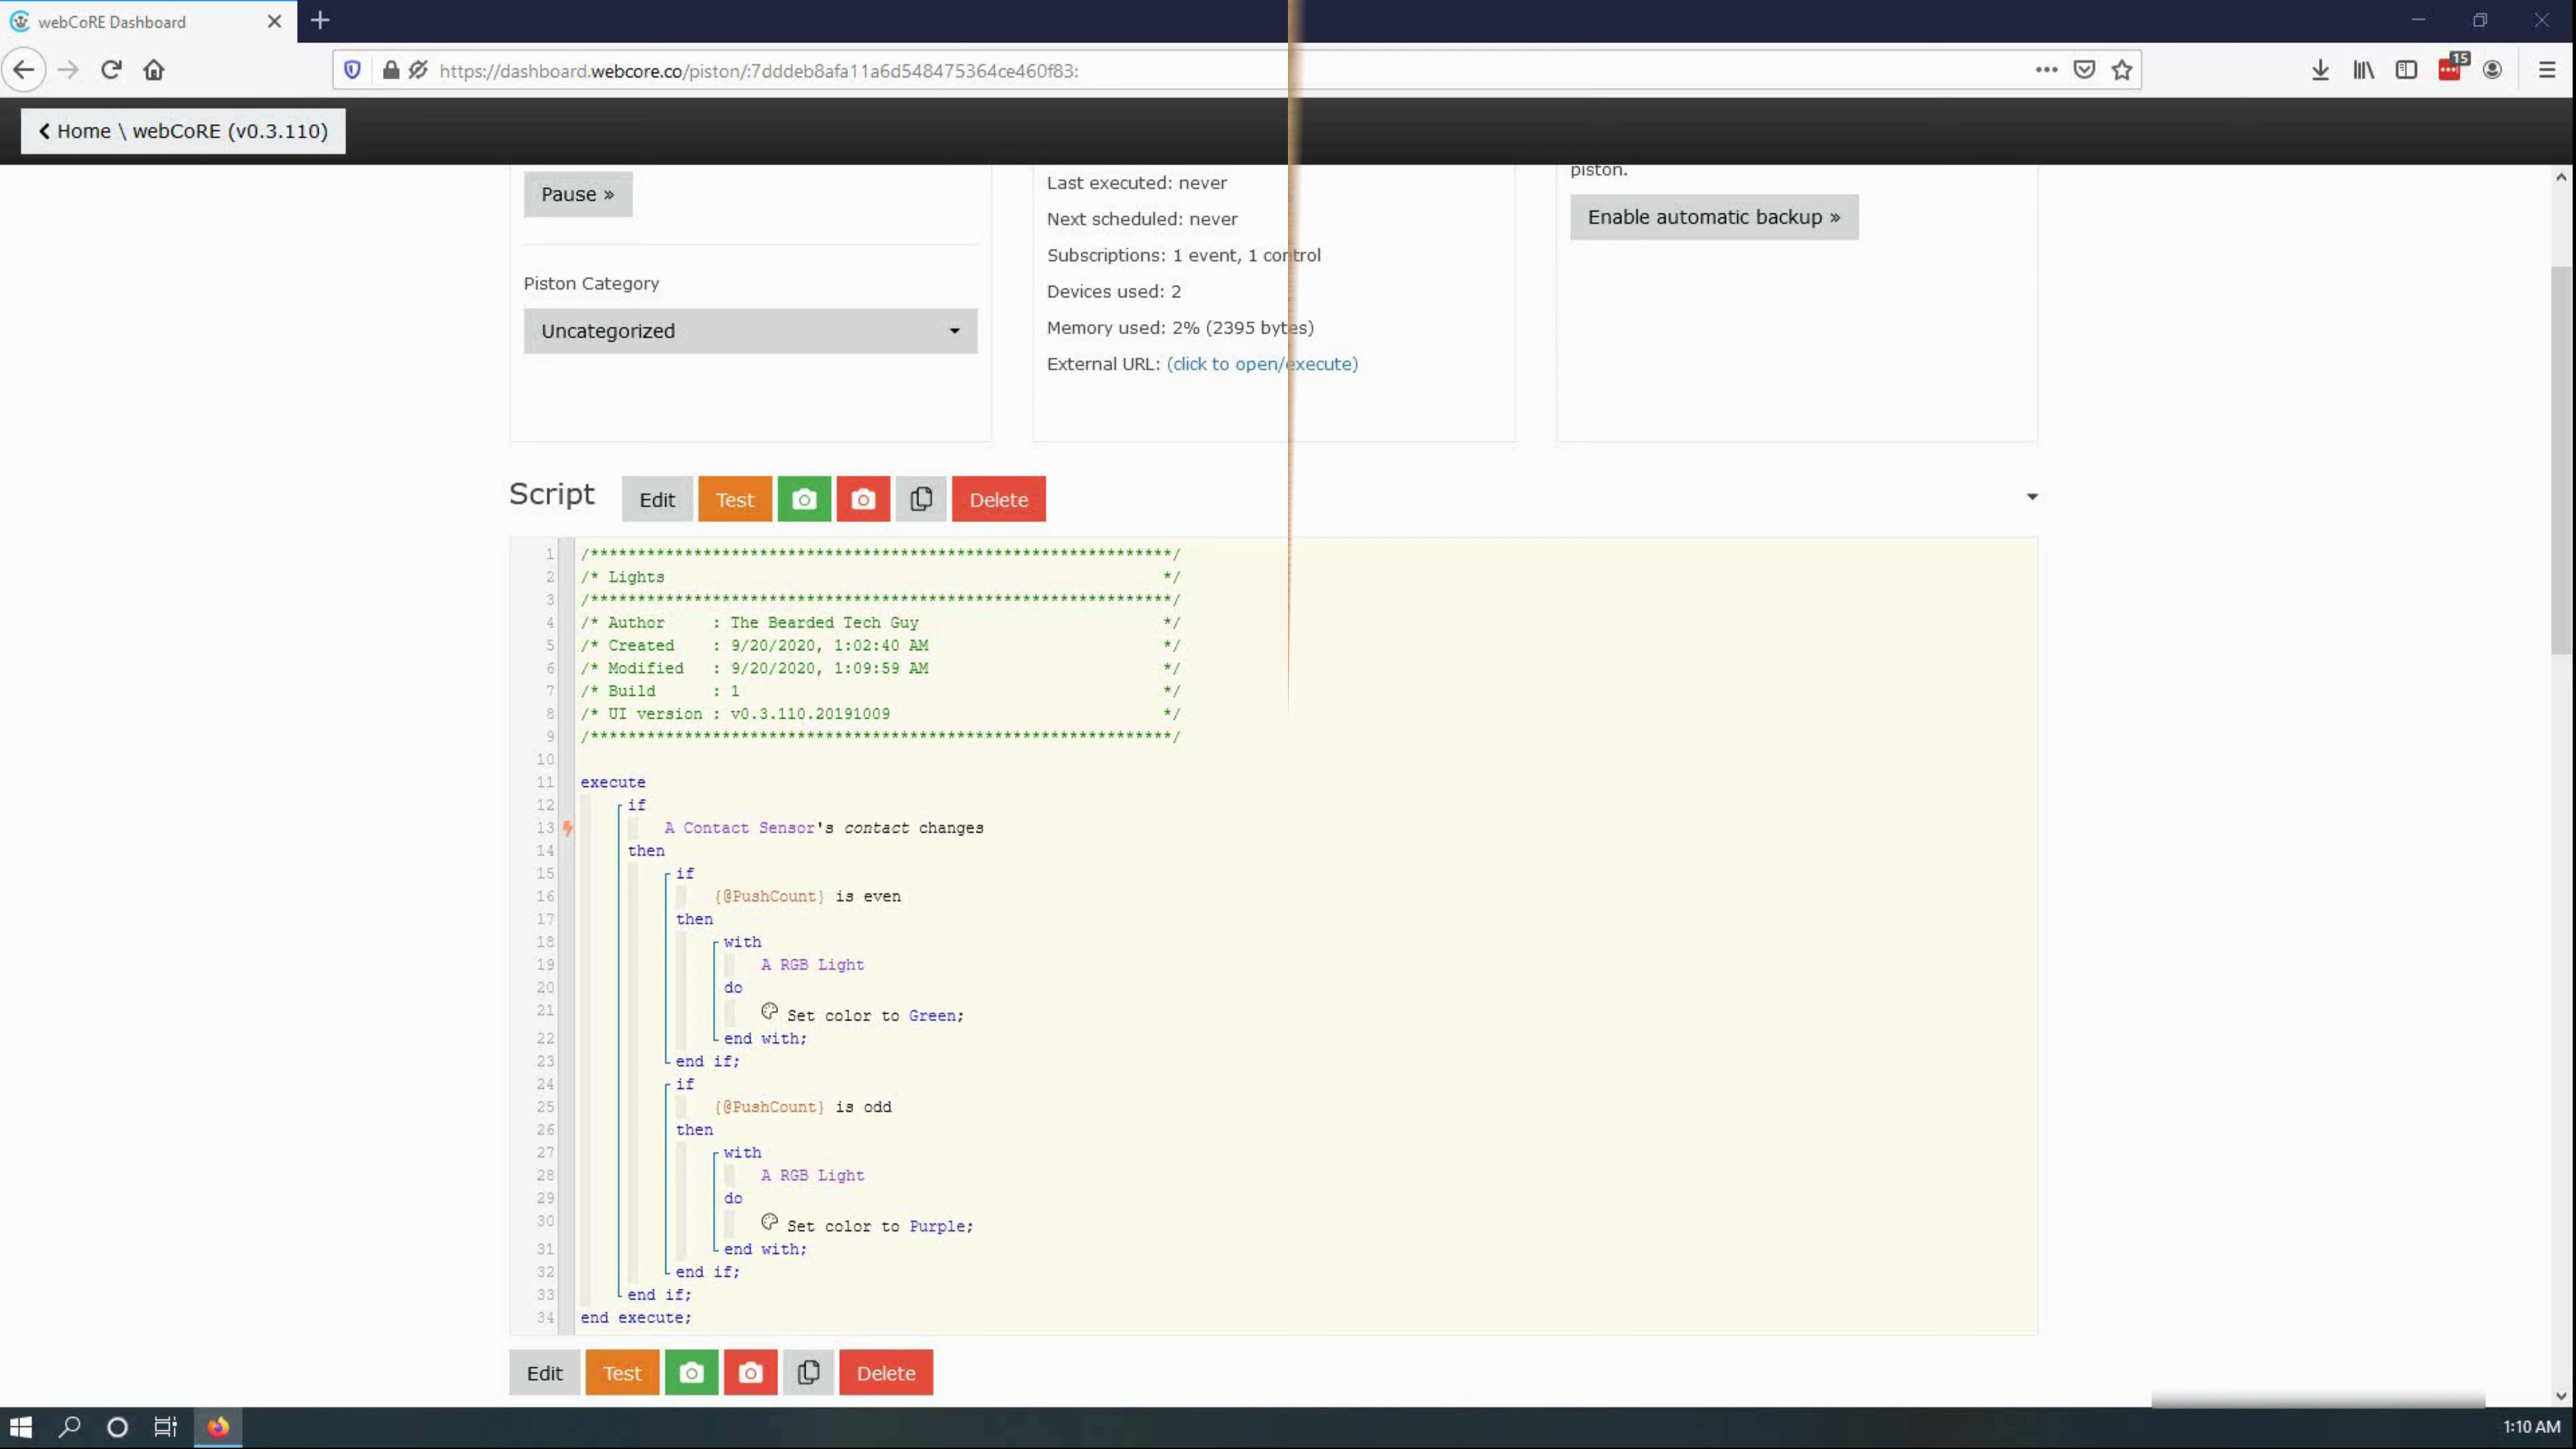 webCoRE Dashboard
https://dashboard.webcore.co/piston/:7dddeb8afa11a6d548475364ce460f83:
15
Home \ webCoRE (v0.3.110)
Pause »
Piston Category
Uncategorized
Last executed: never
Next scheduled: never
Subscriptions: 1 event, 1 control
Devices used: 2
Memory used: 2% (2395 bytes)
External URL: (click to open/execute)
piston.
Enable automatic backup »
Script Edit Test Delete
1 /**************************************************************/
2 /* Lights */
3 /**************************************************************/
4 /* Author : The Bearded Tech Guy */
5 /* Created : 9/20/2020, 1:02:40 AM */
6 /* Modified : 9/20/2020, 1:09:59 AM */
7 /* Build : 1 */
8 /* UI version : v0.3.110.20191009 */
9 /**************************************************************/
10
11 execute
12 if
13 A Contact Sensor's contact changes
14 then
15 if
16 {@PushCount} is even
17 then
18 with
19 A RGB Light
20 do
21 Set color to Green;
22 end with;
23 end if;
24 if
25 {@PushCount} is odd
26 then
27 with
28 A RGB Light
29 do
30 Set color to Purple;
31 end with;
32 end if;
33 end if;
34 end execute;
Edit Test Delete
1:10 AM